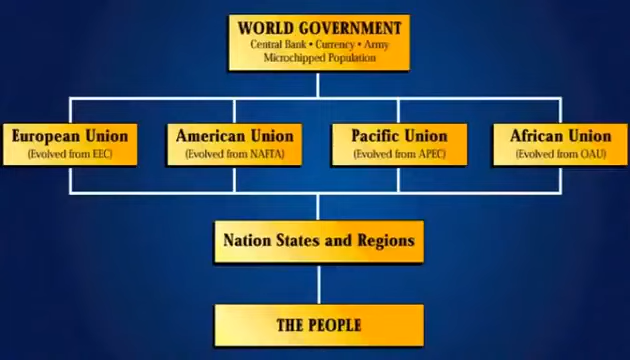 WORLD GOVERNMENT
Central Bank • Currency • Army
Microchipped Population
European Union
(Evolved from EEC)
American Union
(Evolved from NAFTA)
Pacific Union
(Evolved from APEC)
African Union
(Evolved from OAU)
Nation States and Regions
THE PEOPLE